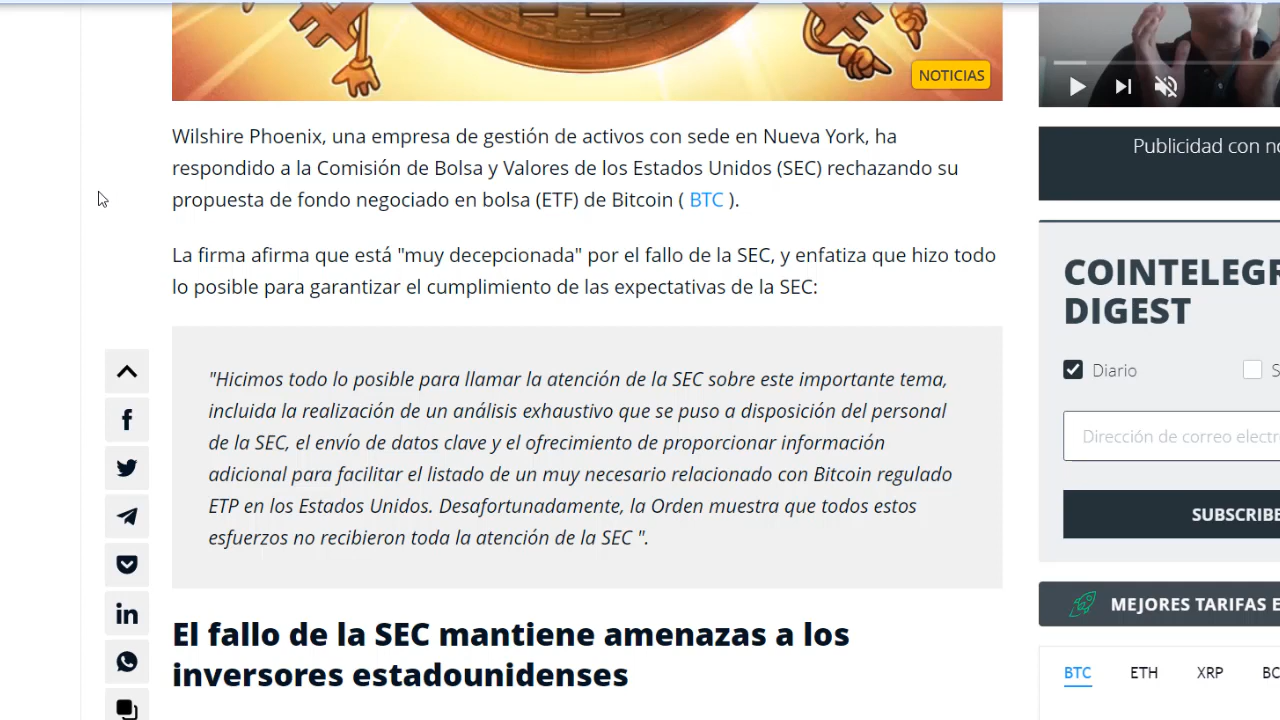 NOTICIAS
Wilshire Phoenix, una empresa de gestión de activos con sede en Nueva York, ha
respondido a la Comisión de Bolsa y Valores de los Estados Unidos (SEC) rechazando su
propuesta de fondo negociado en bolsa (ETF) de Bitcoin ( BTC ).
La firma afirma que está "muy decepcionada" por el fallo de la SEC, y enfatiza que hizo todo
lo posible para garantizar el cumplimiento de las expectativas de la SEC:
"Hicimos todo lo posible para llamar la atención de la SEC sobre este importante tema,
incluida la realización de un análisis exhaustivo que se puso a disposición del personal
de la SEC, el envío de datos clave y el ofrecimiento de proporcionar información
adicional para facilitar el listado de un muy necesario relacionado con Bitcoin regulado
ETP en los Estados Unidos. Desafortunadamente, la Orden muestra que todos estos
esfuerzos no recibieron toda la atención de la SEC ".
El fallo de la SEC mantiene amenazas a los
inversores estadounidenses
Publicidad con
COINTELEGR
DIGEST
Diario
Dirección de correo electr
SUBSCRIBE
MEJORES TARIFAS E
BTC ETH XRP BC